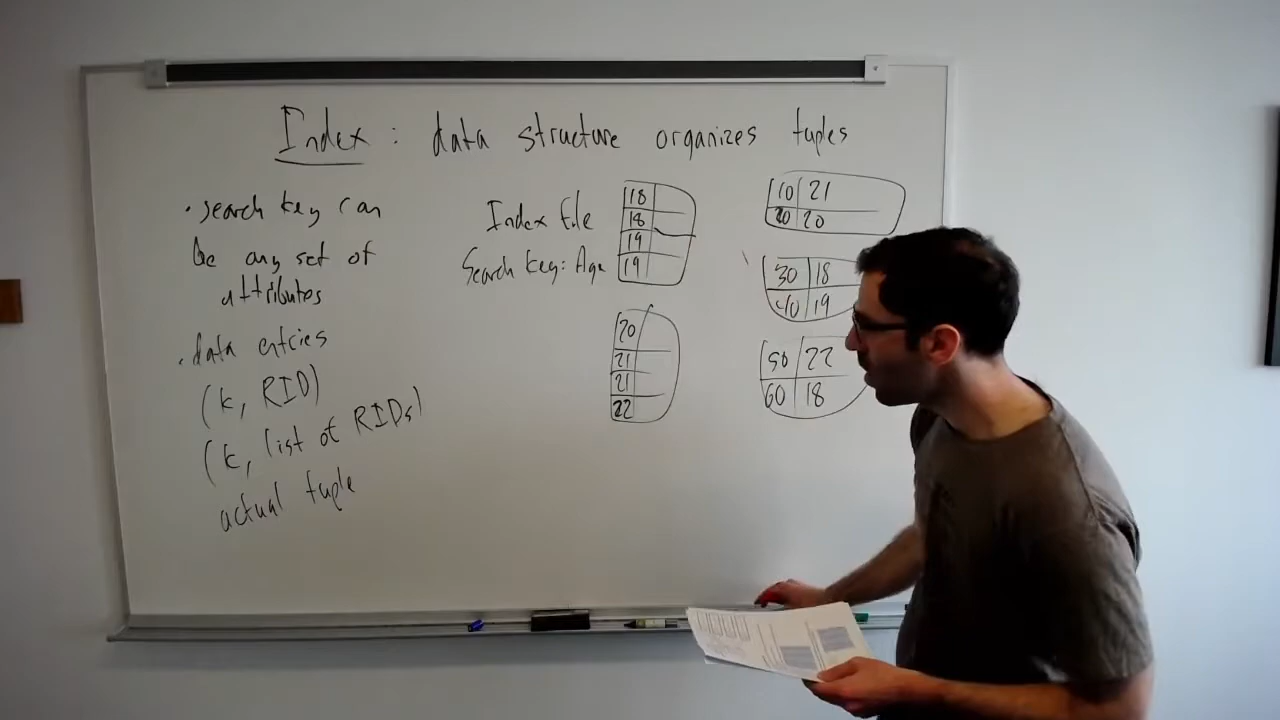 Index : data structure organizes tuples
· search key can
be any set of
attributes
· data entries
(k, RID)
(k, list of RIDs)
actual tuple
Index File
Search key: Age
18
18
19
19
20
21
21
22
10 21
20 20
30 18
40 19
50 22
60 18